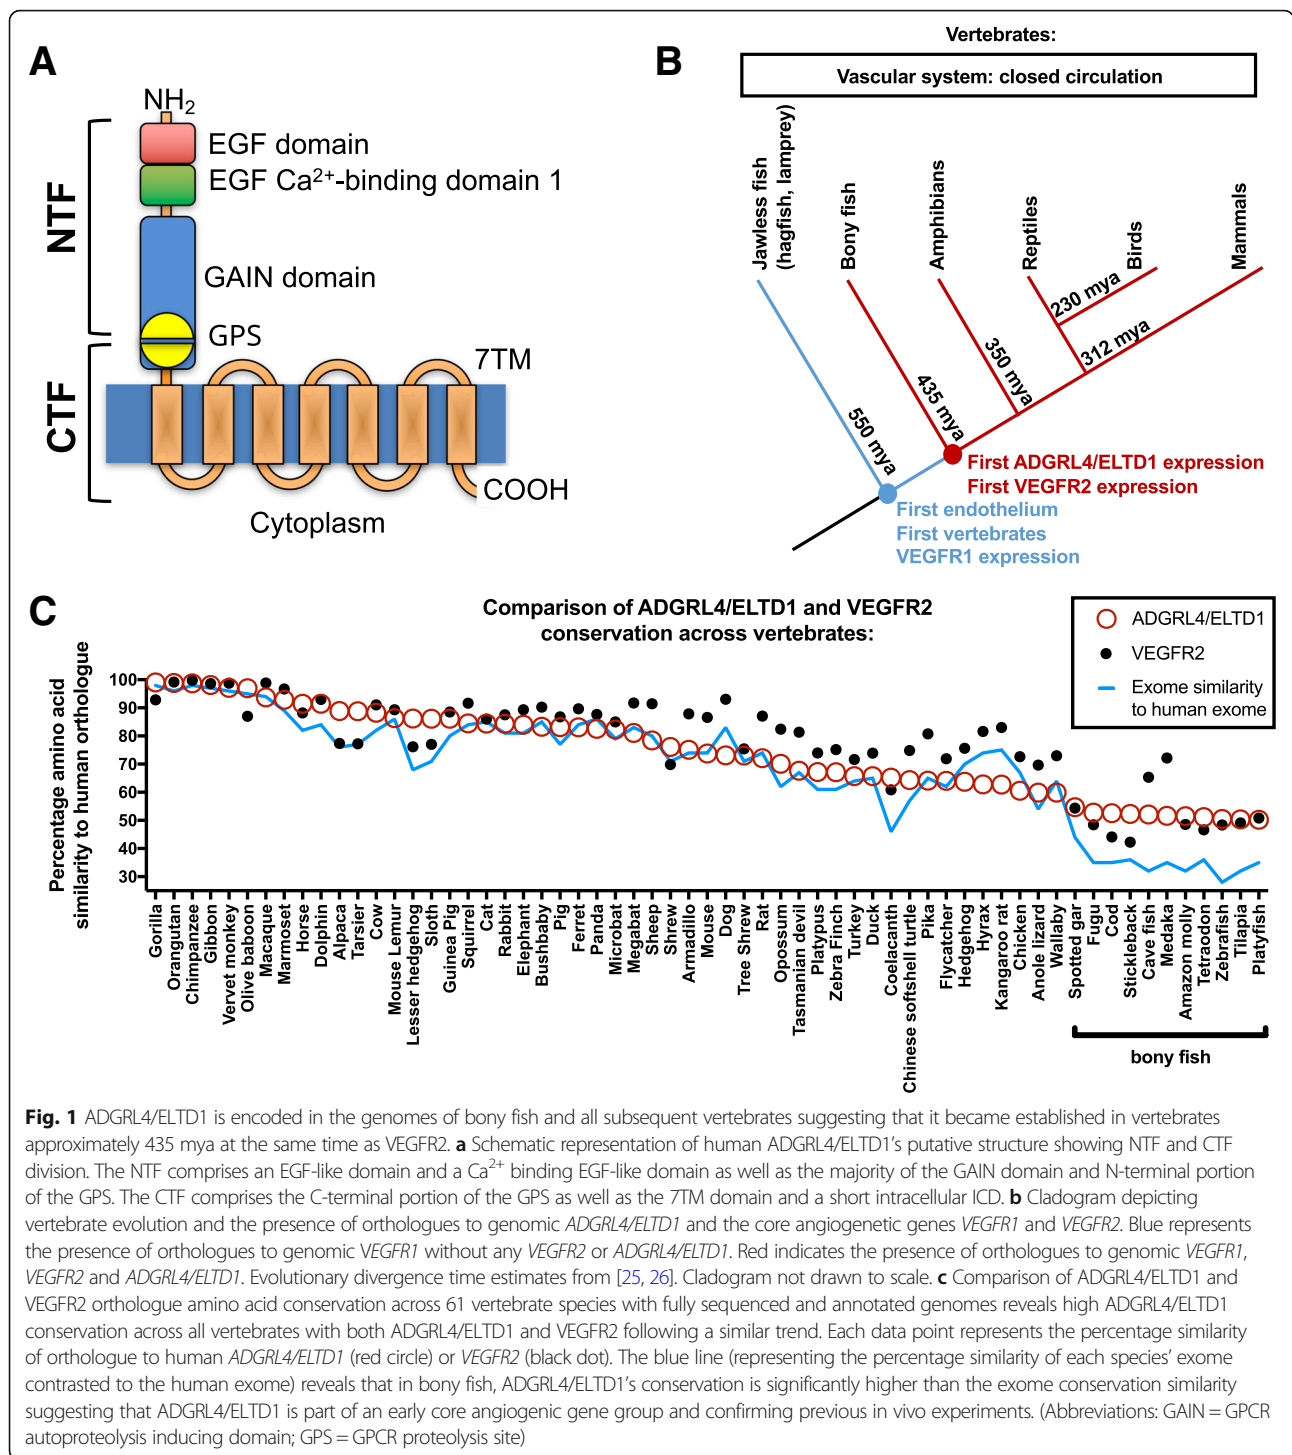 A
NH2
EGF domain
EGF Ca2+-binding domain 1
NTF
GAIN domain
GPS
7TM
CTF
COOH
Cytoplasm
B
Vertebrates:
Vascular system: closed circulation
Jawless fish
(hagfish, lamprey)
Bony fish
Amphibians
Reptiles
Birds
Mammals
230 mya
312 mya
350 mya
435 mya
550 mya
First ADGRL4/ELTD1 expression
First VEGFR2 expression
First endothelium
First vertebrates
VEGFR1 expression
C
Comparison of ADGRL4/ELTD1 and VEGFR2
conservation across vertebrates:
ADGRL4/ELTD1
VEGFR2
Exome similarity
to human exome
Percentage amino acid
similarity to human orthologue
100
90
80
70
60
50
40
30
Gorilla
Orangutan
Chimpanzee
Gibbon
Vervet monkey
Olive baboon
Macaque
Marmoset
Horse
Dolphin
Alpaca
Tarsier
Cow
Mouse Lemur
Lesser hedgehog
Sloth
Guinea Pig
Squirrel
Cat
Rabbit
Elephant
Bushbaby
Pig
Ferret
Panda
Microbat
Megabat
Sheep
Shrew
Armadillo
Mouse
Dog
Tree Shrew
Rat
Opossum
Tasmanian devil
Platypus
Zebra Finch
Turkey
Duck
Coelacanth
Chinese softshell turtle
Pika
Flycatcher
Hedgehog
Hyrax
Kangaroo rat
Chicken
Anole lizard
Wallaby
Spotted gar
Fugu
Cod
Stickleback
Cave fish
Medaka
Amazon molly
Tetraodon
Zebrafish
Tilapia
Platyfish
bony fish
Fig. 1 ADGRL4/ELTD1 is encoded in the genomes of bony fish and all subsequent vertebrates suggesting that it became established in vertebrates
approximately 435 mya at the same time as VEGFR2. a Schematic representation of human ADGRL4/ELTD1's putative structure showing NTF and CTF
division. The NTF comprises an EGF-like domain and a Ca2+ binding EGF-like domain as well as the majority of the GAIN domain and N-terminal portion
of the GPS. The CTF comprises the C-terminal portion of the GPS as well as the 7TM domain and a short intracellular ICD. b Cladogram depicting
vertebrate evolution and the presence of orthologues to genomic ADGRL4/ELTD1 and the core angiogenetic genes VEGFR1 and VEGFR2. Blue represents
the presence of orthologues to genomic VEGFR1 without any VEGFR2 or ADGRL4/ELTD1. Red indicates the presence of orthologues to genomic VEGFR1,
VEGFR2 and ADGRL4/ELTD1. Evolutionary divergence time estimates from [25, 26]. Cladogram not drawn to scale. c Comparison of ADGRL4/ELTD1 and
VEGFR2 orthologue amino acid conservation across 61 vertebrate species with fully sequenced and annotated genomes reveals high ADGRL4/ELTD1
conservation across all vertebrates with both ADGRL4/ELTD1 and VEGFR2 following a similar trend. Each data point represents the percentage similarity
of orthologue to human ADGRL4/ELTD1 (red circle) or VEGFR2 (black dot). The blue line (representing the percentage similarity of each species' exome
contrasted to the human exome) reveals that in bony fish, ADGRL4/ELTD1's conservation is significantly higher than the exome conservation similarity
suggesting that ADGRL4/ELTD1 is part of an early core angiogenic gene group and confirming previous in vivo experiments. (Abbreviations: GAIN = GPCR
autoproteolysis inducing domain; GPS = GPCR proteolysis site)